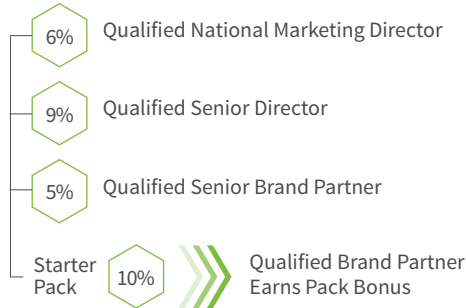 6% Qualified National Marketing Director
9% Qualified Senior Director
5% Qualified Senior Brand Partner
Starter
Pack
10%
Qualified Brand Partner
Earns Pack Bonus